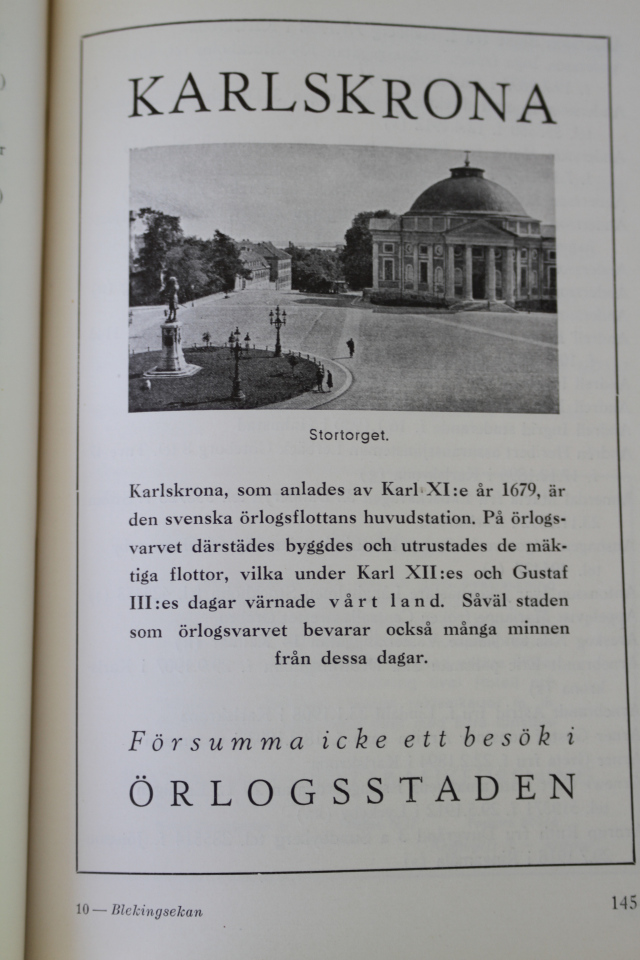 KARLSKRONA
Stortorget.
Karlskrona, som anlades av Karl XI:e år 1679, är
den svenska örlogsflottans huvudstation. På örlogs-
varvet därstädes byggdes och utrustades de mäk-
tiga flottor, vilka under Karl XII:es och Gustaf
III:es dagar värnade vårt land. Såväl staden
som örlogsvarvet bevarar också många minnen
från dessa dagar.
Försumma icke ett besök i
ÖRLOGSSTADEN
10 — Blekingsekan
145